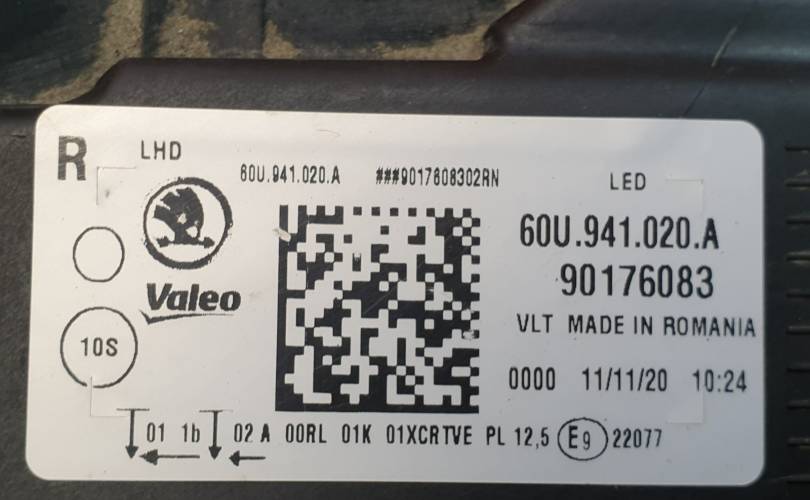 R
LHD
60U.941.020.A ###9017608302RN
LED
60U.941.020.A
90176083
Valeo
VLT MADE IN ROMANIA
10S
0000 11/11/20 10:24
01 1b 02 A 00RL 01K 01XCRTVE PL 12,5 E9 22077